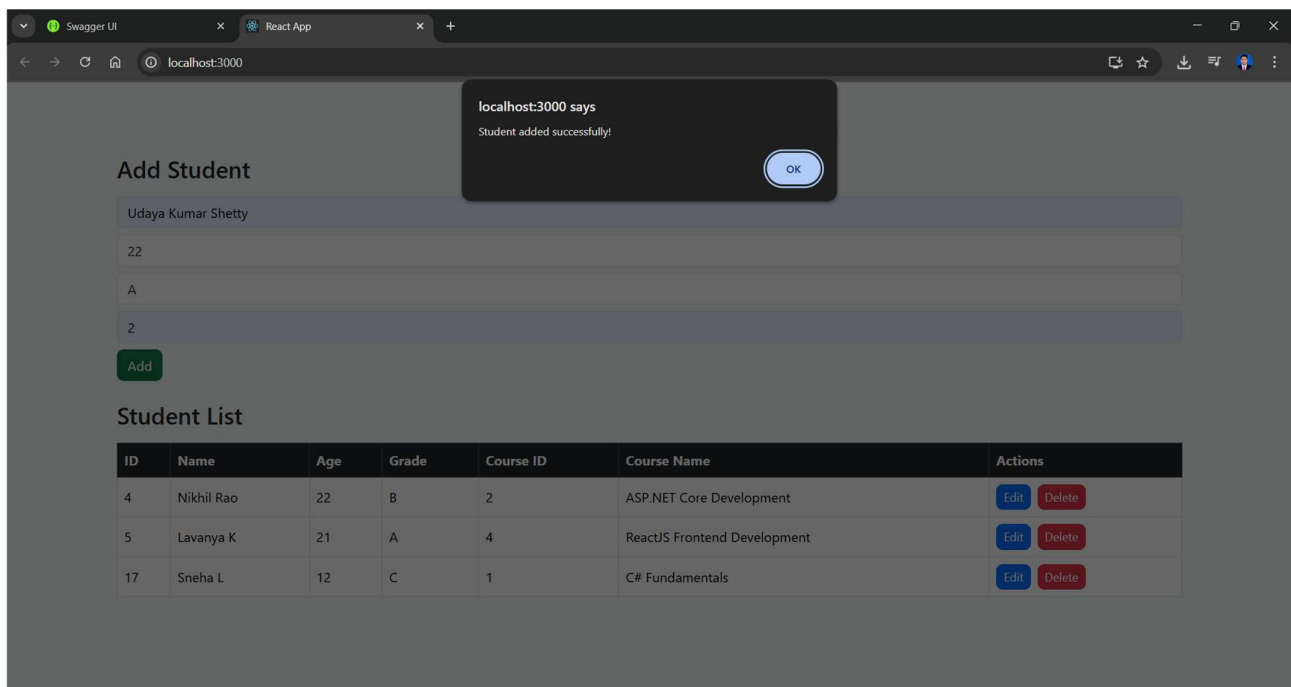 Swagger UI
React App
localhost:3000
localhost:3000 says
Student added successfully!
OK
Add Student
Udaya Kumar Shetty
22
A
2
Add
Student List
ID Name Age Grade Course ID Course Name Actions
4 Nikhil Rao 22 B 2 ASP.NET Core Development Edit Delete
5 Lavanya K 21 A 4 ReactJS Frontend Development Edit Delete
17 Sneha L 12 C 1 C# Fundamentals Edit Delete